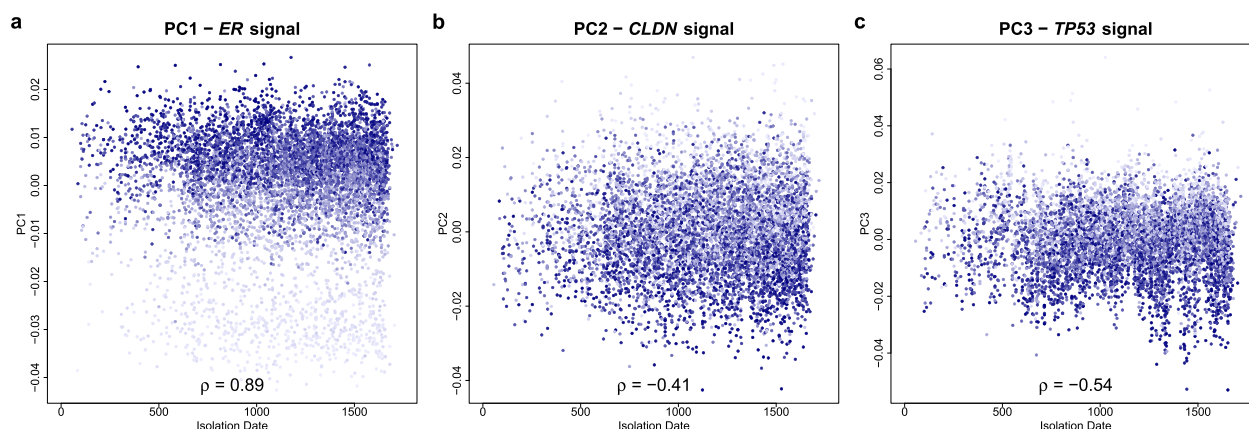 a
PC1 − ER signal
PC1
0.02
0.01
0.00
−0.01
−0.02
−0.03
−0.04
ρ = 0.89
0
500
1000
1500
Isolation Date
b
PC2 − CLDN signal
PC2
0.04
0.02
0.00
−0.02
−0.04
ρ = −0.41
0
500
1000
1500
Isolation Date
c
PC3 − TP53 signal
PC3
0.06
0.04
0.02
0.00
−0.02
−0.04
ρ = −0.54
0
500
1000
1500
Isolation Date